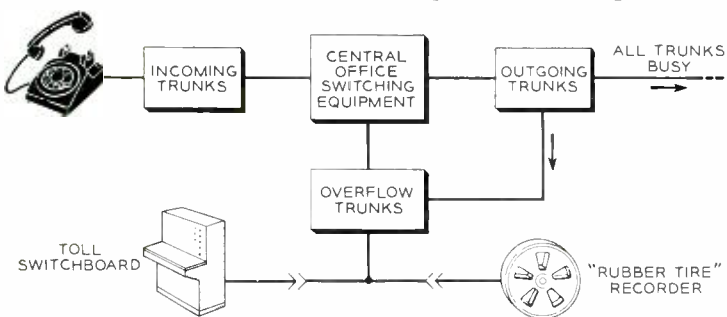 INCOMING
TRUNKS
CENTRAL
OFFICE
SWITCHING
EQUIPMENT
OUTGOING
TRUNKS
ALL TRUNKS
BUSY
OVERFLOW
TRUNKS
TOLL
SWITCHBOARD
"RUBBER TIRE"
RECORDER